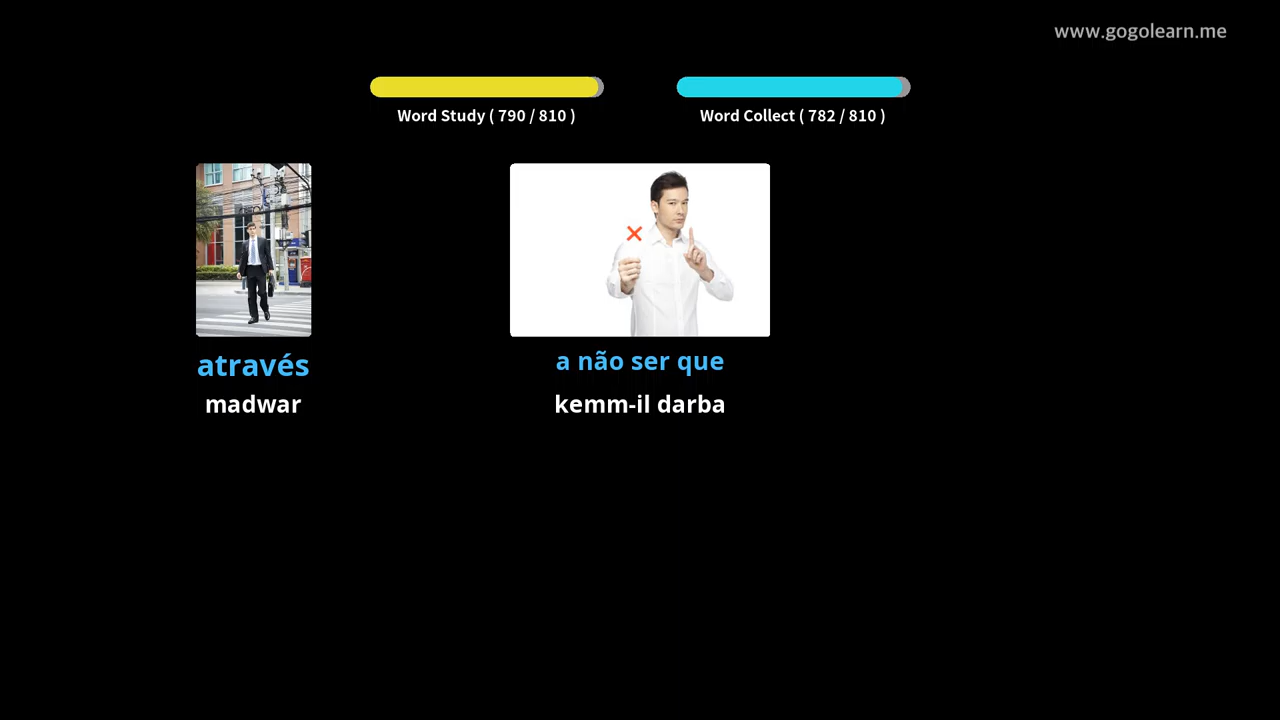 www.gogolearn.me
Word Study ( 790 / 810 )
Word Collect ( 782 / 810 )
através
a não ser que
madwar
kemm-il darba